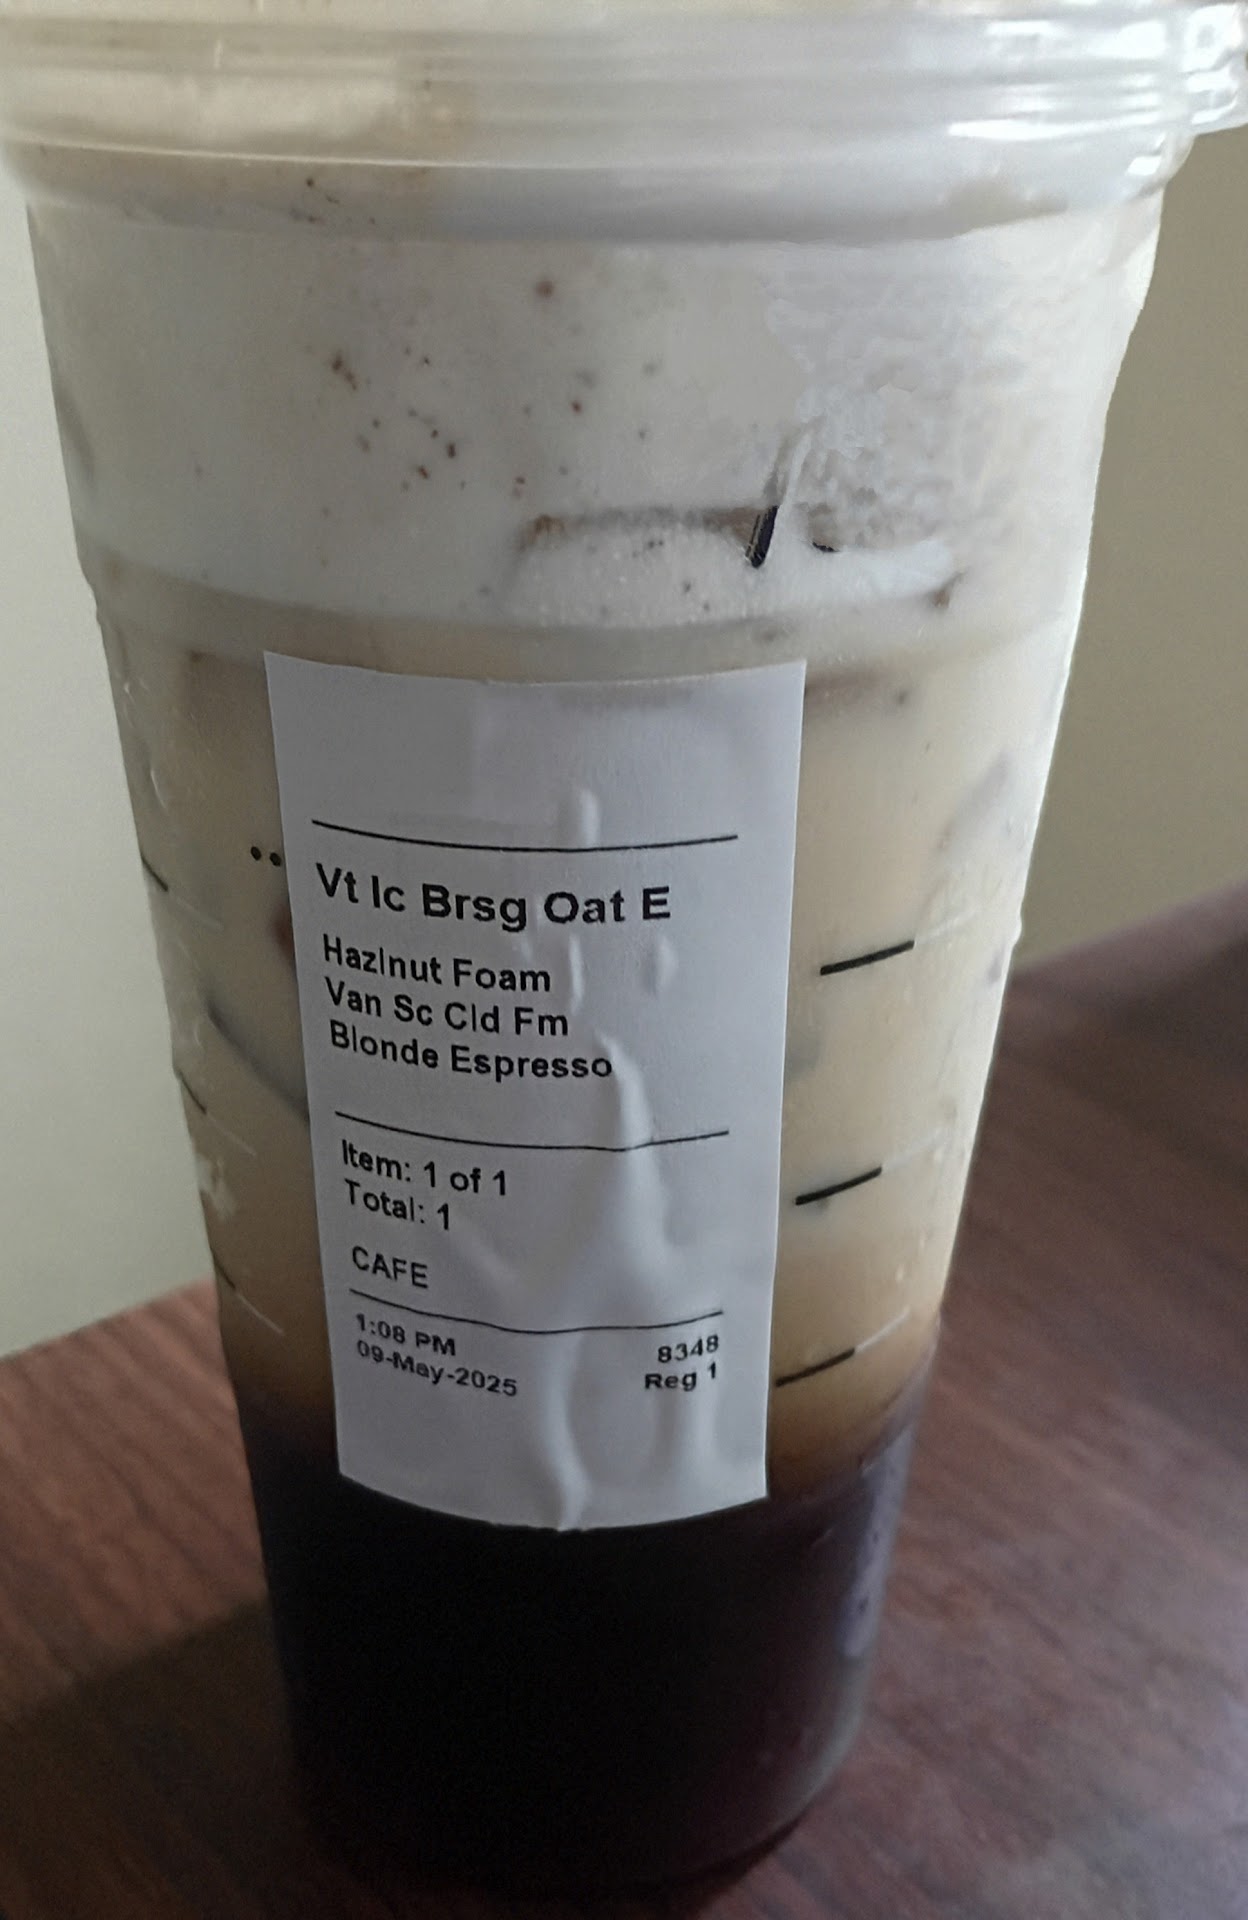 Vt Ic Brsg Oat E
Hazlnut Foam
Van Sc Cld Fm
Blonde Espresso
Item: 1 of 1
Total: 1
CAFE
1:08 PM 8348
09-May-2025 Reg 1